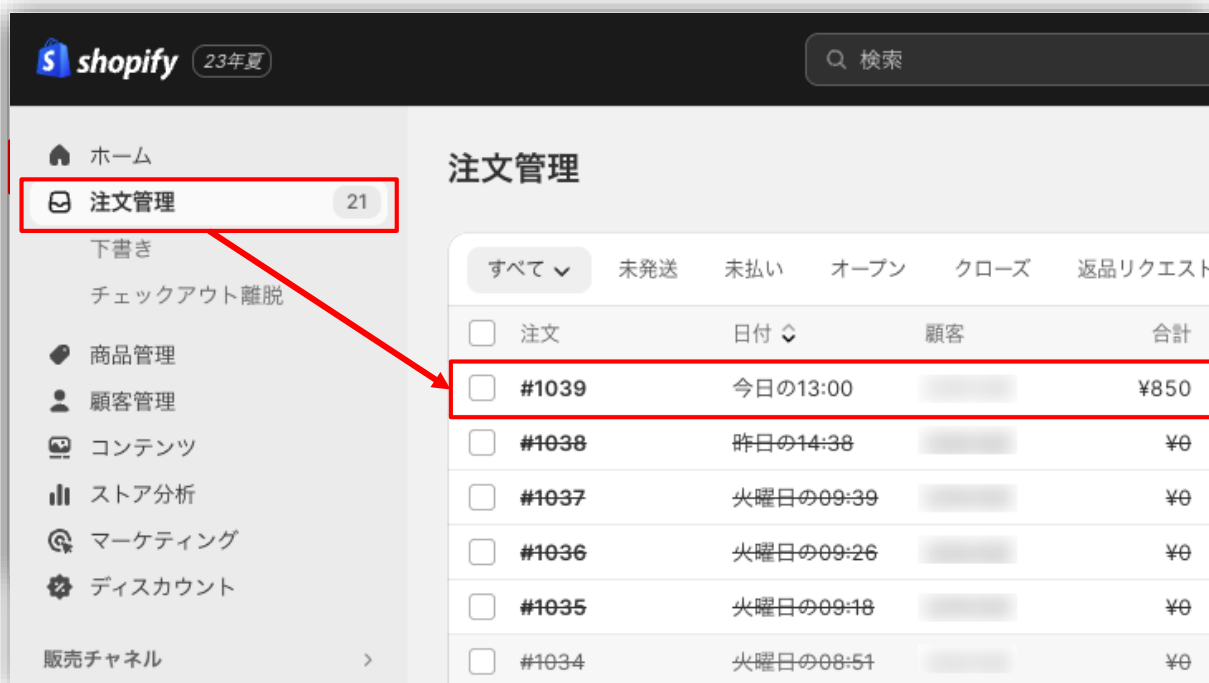 shopify 23年夏
検索
ホーム
注文管理 21
下書き
チェックアウト離脱
商品管理
顧客管理
コンテンツ
ストア分析
マーケティング
ディスカウント
販売チャネル
注文管理
すべて 未発送 未払い オープン クローズ 返品リクエスト
注文 日付 顧客 合計
#1039 今日の13:00 ¥850
#1038 昨日の14:38 ¥0
#1037 火曜日の09:39 ¥0
#1036 火曜日の09:26 ¥0
#1035 火曜日の09:18 ¥0
#1034 火曜日の08:51 ¥0